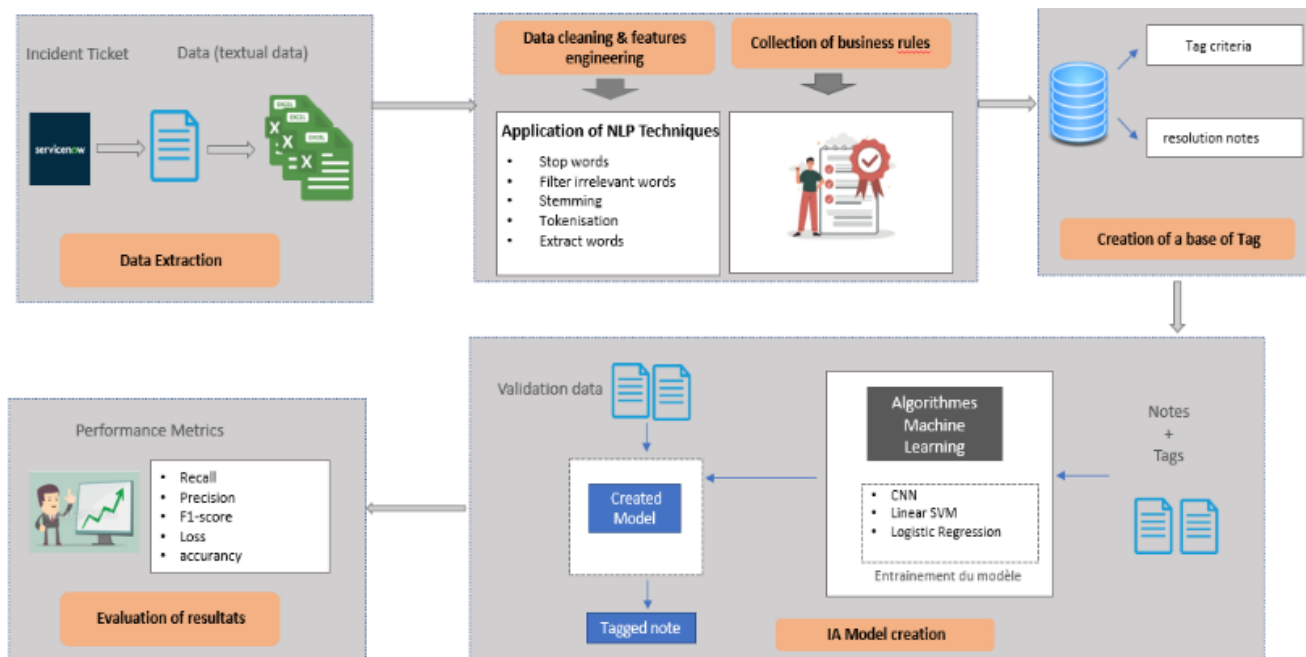 Incident Ticket
Data (textual data)
servicenow
EXCEL
EXCEL
EXCEL
Data Extraction
Data cleaning & features
engineering
Application of NLP Techniques
• Stop words
• Filter irrelevant words
• Stemming
• Tokenisation
• Extract words
Collection of business rules
Tag criteria
resolution notes
Creation of a base of Tag
Notes
+
Tags
Algorithmes
Machine
Learning
• CNN
• Linear SVM
• Logistic Regression
Entrainement du modèle
Validation data
Created
Model
Tagged note
IA Model creation
Performance Metrics
• Recall
• Precision
• F1-score
• Loss
• accurancy
Evaluation of resultats